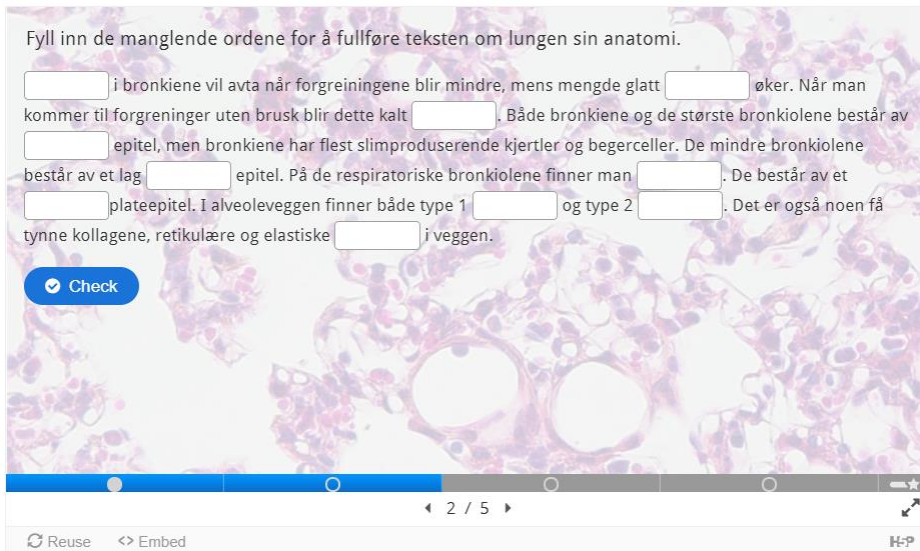 Fyll inn de manglende ordene for å fullføre teksten om lungen sin anatomi.
i bronkiene vil avta når forgreiningene blir mindre, mens mengde glatt øker. Når man
kommer til forgreninger uten brusk blir dette kalt . Både bronkiene og de største bronkiolene består av
epitel, men bronkiene har flest slimproduserende kjertler og begerceller. De mindre bronkiolene
består av et lag epitel. På de respiratoriske bronkiolene finner man . De består av et
plateepitel. I alveoleveggen finner både type 1 og type 2 . Det er også noen få
tynne kollagene, retikulære og elastiske i veggen.
Check
2 / 5
Reuse <> Embed H-P